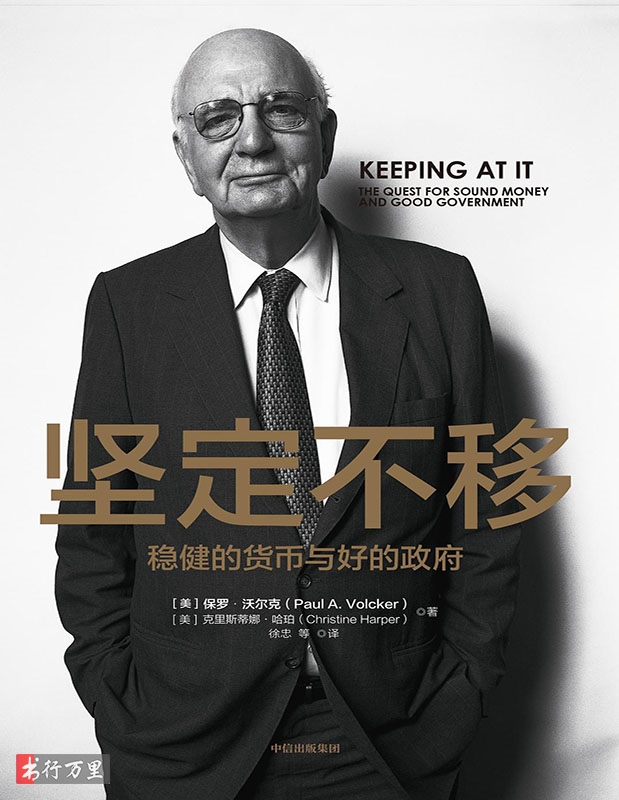 KEEPING AT IT
THE QUEST FOR SOUND MONEY
AND GOOD GOVERNMENT
坚定不移
稳健的货币与好的政府
[美]保罗·沃尔克(Paul A. Volcker)
[美]克里斯蒂娜·哈珀(Christine Harper)
著
徐忠 等 译
中信出版集团
书行万里